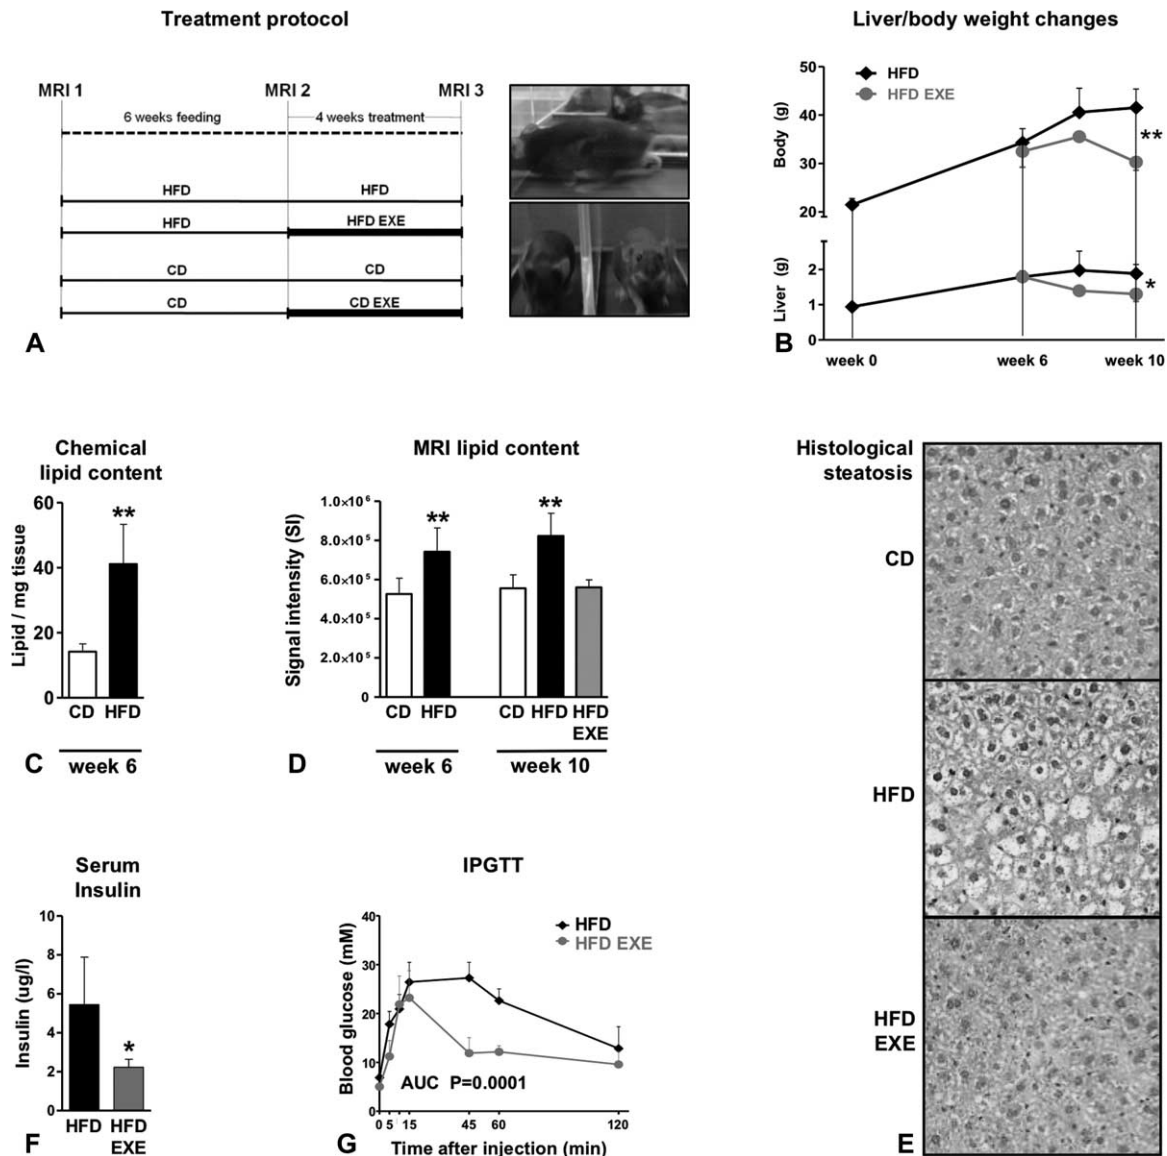 Treatment protocol
MRI 1 MRI 2 MRI 3
6 weeks feeding 4 weeks treatment
HFD HFD
HFD HFD EXE
CD CD
CD CD EXE
A
Liver/body weight changes
HFD
HFD EXE
Body (g)
50
40
30
20
**
Liver (g)
2
1
0
*
week 0 week 6 week 10
B
Chemical
lipid content
Lipid / mg tissue
60
40
20
0
**
CD HFD
week 6
C
MRI lipid content
Signal intensity (SI)
1.0×10⁶
8.0×10⁵
6.0×10⁵
4.0×10⁵
2.0×10⁵
0
** **
CD HFD CD HFD HFD
EXE
week 6 week 10
D
Histological
steatosis
CD
HFD
HFD
EXE
E
Serum
Insulin
Insulin (ug/l)
10
8
6
4
2
0
*
HFD HFD
EXE
F
IPGTT
HFD
HFD EXE
Blood glucose (mM)
40
30
20
10
0
AUC P=0.0001
0 5 15 45 60 120
Time after injection (min)
G